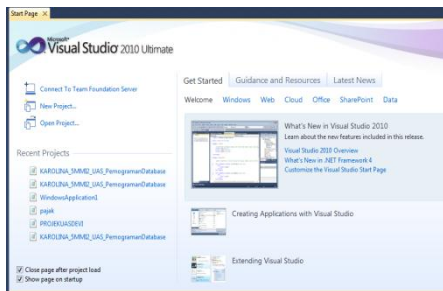 Start Page X
Microsoft
Visual Studio 2010 Ultimate
Connect To Team Foundation Server
New Project...
Open Project...
Recent Projects
KAROLINA_5MMI2_UAS_PemogramanDatabase
KAROLINA_5MMI2_UAS_PemogramanDatabase
WindowsApplication1
pajak
PROJEKUASDEVI
KAROLINA_5MMI2_UAS_PemogramanDatabase
Close page after project load
Show page on startup
Get Started Guidance and Resources Latest News
Welcome Windows Web Cloud Office SharePoint Data
What's New in Visual Studio 2010
Learn about the new features included in this release.
Visual Studio 2010 Overview
What's New in .NET Framework 4
Customize the Visual Studio Start Page
Creating Applications with Visual Studio
Extending Visual Studio